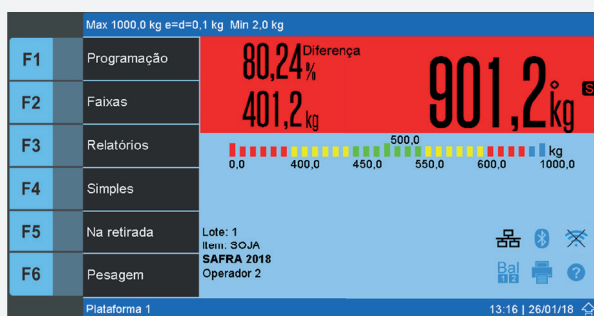 Max 1000,0 kg e=d=0,1 kg Min 2,0 kg
F1 Programação
F2 Faixas
F3 Relatórios
F4 Simples
F5 Na retirada
F6 Pesagem
80,24% Diferença
401,2 kg
901,2 kg
S
500,0
kg
0,0 400,0 450,0 550,0 600,0 1000,0
Lote: 1
Item: SOJA
SAFRA 2018
Operador 2
Bal
1 2
?
Plataforma 1
13:16 | 26/01/18